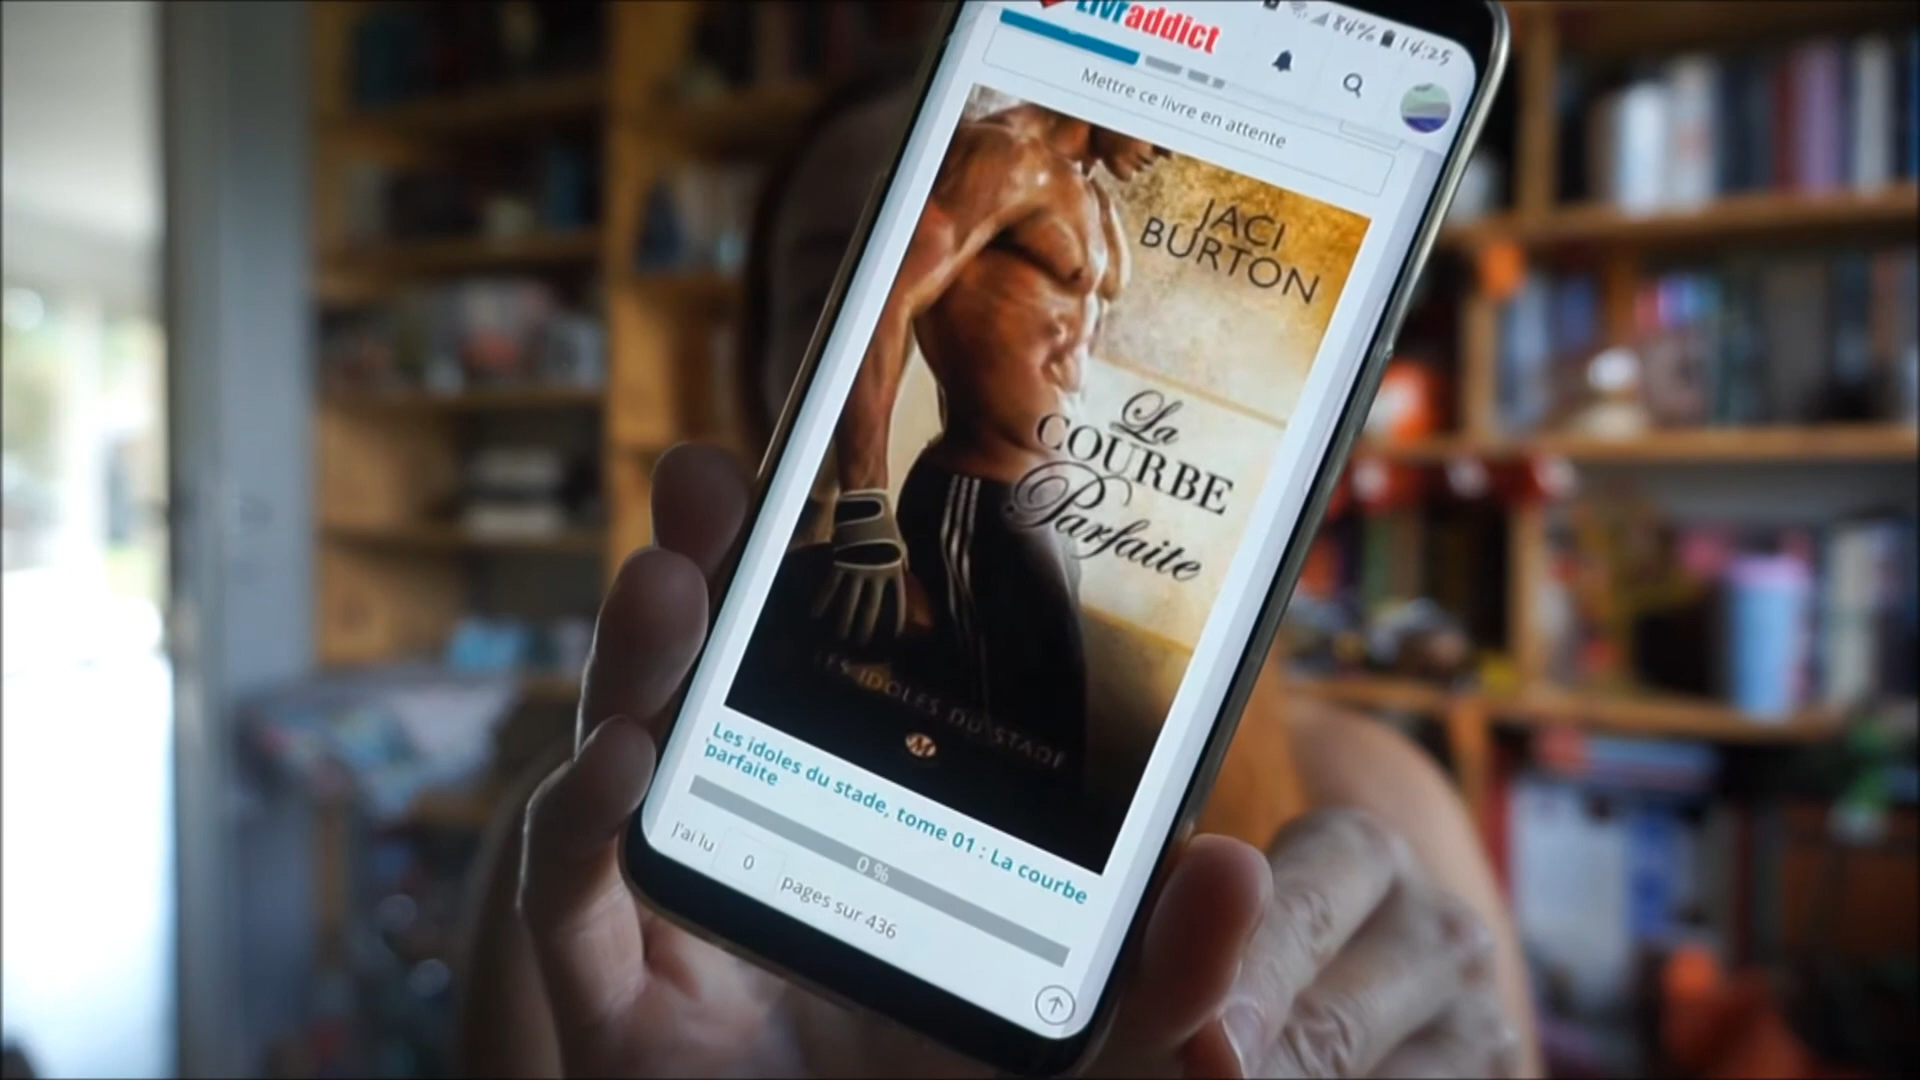 Livraddict
84% 14:25
Mettre ce livre en attente
JACI
BURTON
La
COURBE
Parfaite
LES IDOLES DU STADE
M
Les idoles du stade, tome 01 : La courbe
parfaite
0 %
J'ai lu 0 pages sur 436